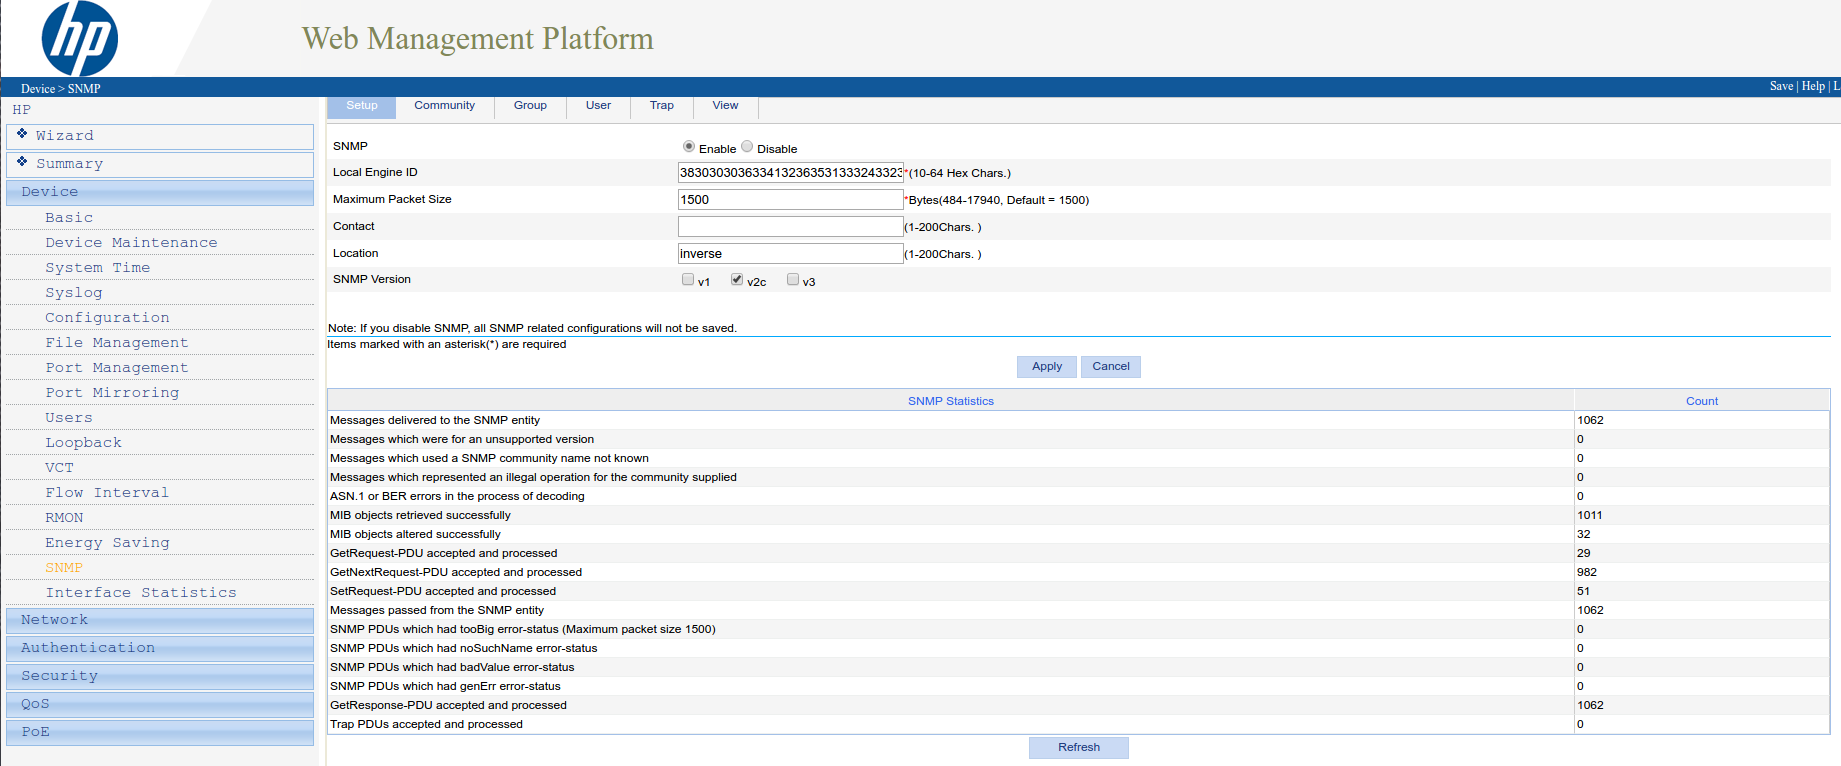 hp
Web Management Platform
Device > SNMP
Save | Help | L
HP
Wizard
Summary
Device
Basic
Device Maintenance
System Time
Syslog
Configuration
File Management
Port Management
Port Mirroring
Users
Loopback
VCT
Flow Interval
RMON
Energy Saving
SNMP
Interface Statistics
Network
Authentication
Security
QoS
PoE
Setup Community Group User Trap View
SNMP Enable Disable
Local Engine ID 383030303633413236353133324332 *(10-64 Hex Chars.)
Maximum Packet Size 1500 *Bytes(484-17940, Default = 1500)
Contact (1-200Chars. )
Location inverse (1-200Chars. )
SNMP Version v1 v2c v3
Note: If you disable SNMP, all SNMP related configurations will not be saved.
Items marked with an asterisk(*) are required
Apply Cancel
SNMP Statistics Count
Messages delivered to the SNMP entity 1062
Messages which were for an unsupported version 0
Messages which used a SNMP community name not known 0
Messages which represented an illegal operation for the community supplied 0
ASN.1 or BER errors in the process of decoding 0
MIB objects retrieved successfully 1011
MIB objects altered successfully 32
GetRequest-PDU accepted and processed 29
GetNextRequest-PDU accepted and processed 982
SetRequest-PDU accepted and processed 51
Messages passed from the SNMP entity 1062
SNMP PDUs which had tooBig error-status (Maximum packet size 1500) 0
SNMP PDUs which had noSuchName error-status 0
SNMP PDUs which had badValue error-status 0
SNMP PDUs which had genErr error-status 0
GetResponse-PDU accepted and processed 1062
Trap PDUs accepted and processed 0
Refresh